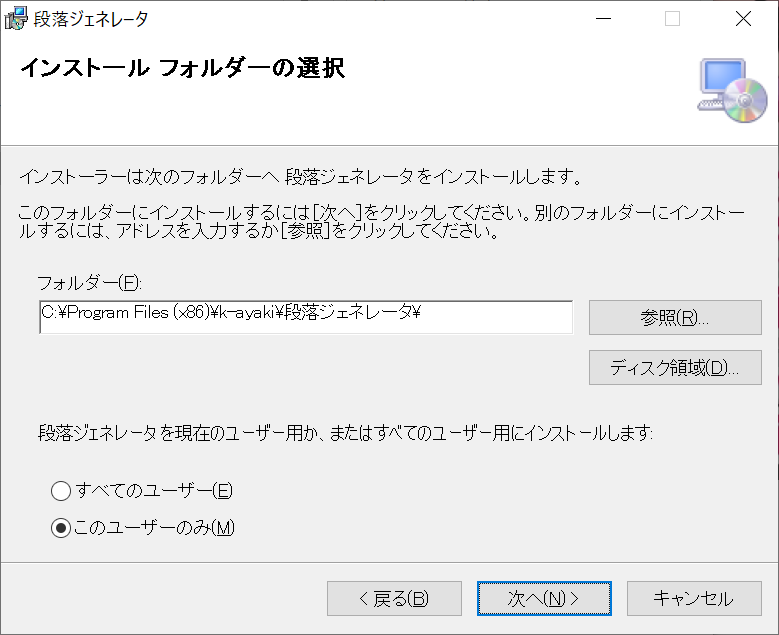 段落ジェネレータ
インストール フォルダーの選択
インストーラーは次のフォルダーへ 段落ジェネレータをインストールします。
このフォルダーにインストールするには[次へ]をクリックしてください。別のフォルダーにインストー
ルするには、アドレスを入力するか[参照]をクリックしてください。
フォルダー(F):
C:¥Program Files (x86)¥k-ayaki¥段落ジェネレータ¥
参照(R)...
ディスク領域(D)...
段落ジェネレータを現在のユーザー用か、またはすべてのユーザー用にインストールします:
すべてのユーザー(E)
このユーザーのみ(M)
< 戻る(B)
次へ(N) >
キャンセル